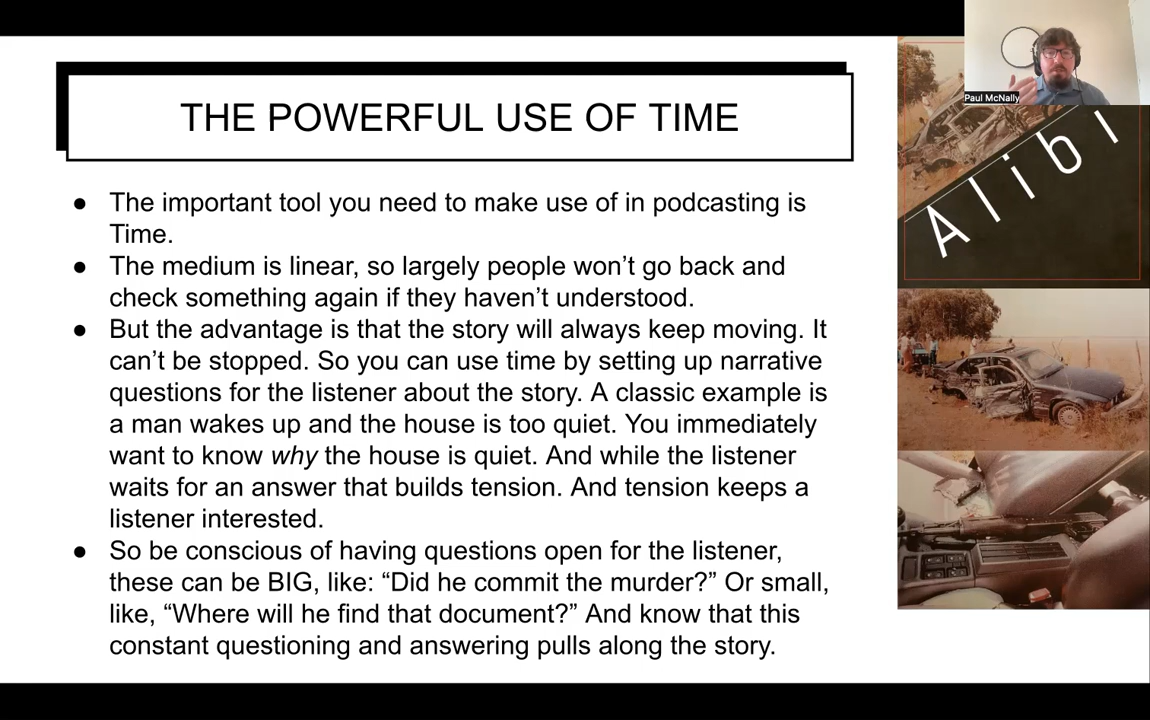 Paul McNally
THE POWERFUL USE OF TIME
Alibi
● The important tool you need to make use of in podcasting is
Time.
● The medium is linear, so largely people won’t go back and
check something again if they haven’t understood.
● But the advantage is that the story will always keep moving. It
can’t be stopped. So you can use time by setting up narrative
questions for the listener about the story. A classic example is
a man wakes up and the house is too quiet. You immediately
want to know why the house is quiet. And while the listener
waits for an answer that builds tension. And tension keeps a
listener interested.
● So be conscious of having questions open for the listener,
these can be BIG, like: “Did he commit the murder?” Or small,
like, “Where will he find that document?” And know that this
constant questioning and answering pulls along the story.